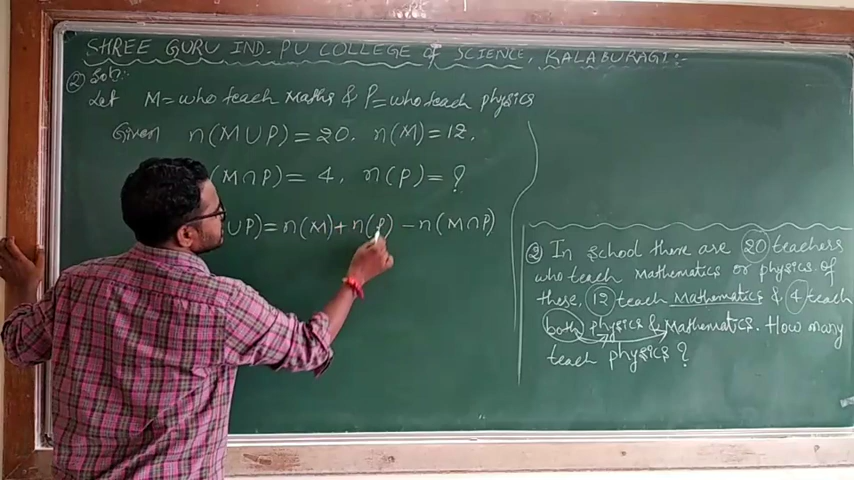 SHREE GURU IND. PU COLLEGE of SCIENCE, KALABURAGI :-
② Sol:-
Let M = who teach Maths & P = who teach physics
Given n(M∪P) = 20. n(M) = 12.
(M∩P) = 4, n(P) = ?
∪P) = n(M) + n(P) - n(M∩P)
② In school there are 20 teachers
who teach Mathematics or physics. of
these, 12 teach Mathematics & 4 teach
both physics & Mathematics. How many
teach physics ?